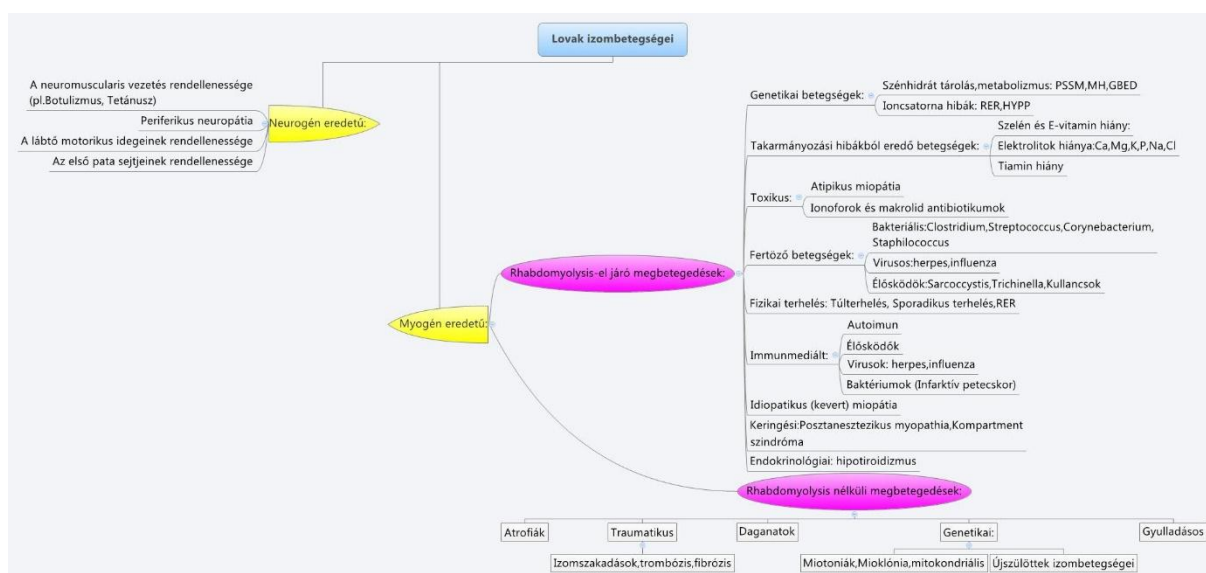 Lovak izombetegségei
A neuromuscularis vezetés rendellenessége
(pl.Botulizmus, Tetánusz)
Periferikus neuropátia
A lábtő motorikus idegeinek rendellenessége
Az első pata sejtjeinek rendellenessége
Neurogén eredetű:
Myogén eredetű:
Rhabdomyolysis-el járó megbetegedések:
Genetikai betegségek:
Szénhidrát tárolás,metabolizmus: PSSM,MH,GBED
Ioncsatorna hibák: RER,HYPP
Takarmányozási hibákból eredő betegségek:
Szelén és E-vitamin hiány:
Elektrolitok hiánya:Ca,Mg,K,P,Na,Cl
Tiamin hiány
Toxikus:
Atipikus miopátia
Ionoforok és makrolid antibiotikumok
Fertöző betegségek:
Bakteriális:Clostridium,Streptococcus,Corynebacterium,
Staphilococcus
Virusos:herpes,influenza
Élősködök:Sarcoccystis,Trichinella,Kullancsok
Fizikai terhelés: Túlterhelés, Sporadikus terhelés,RER
Immunmediált:
Autoimun
Élősködők
Virusok: herpes,influenza
Baktériumok (Infarktív petecskor)
Idiopatikus (kevert) miopátia
Keringési:Posztanesztezikus myopathia,Kompartment
szindróma
Endokrinológiai: hipotiroidizmus
Rhabdomyolysis nélküli megbetegedések:
Atrofiák
Traumatikus
Daganatok
Genetikai:
Gyulladásos
Izomszakadások,trombózis,fibrózis
Miotoniák,Mioklónia,mitokondriális
Újszülöttek izombetegségei